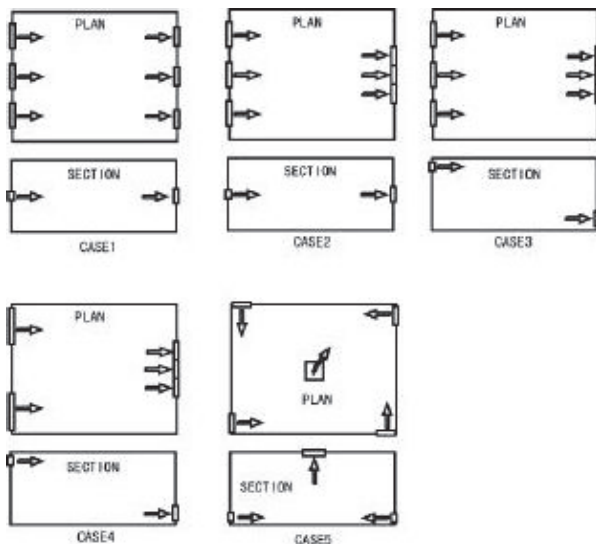 PLAN
PLAN
PLAN
SECTION
SECTION
SECTION
CASE1
CASE2
CASE3
PLAN
PLAN
SECTION
SECTION
CASE4
CASE5